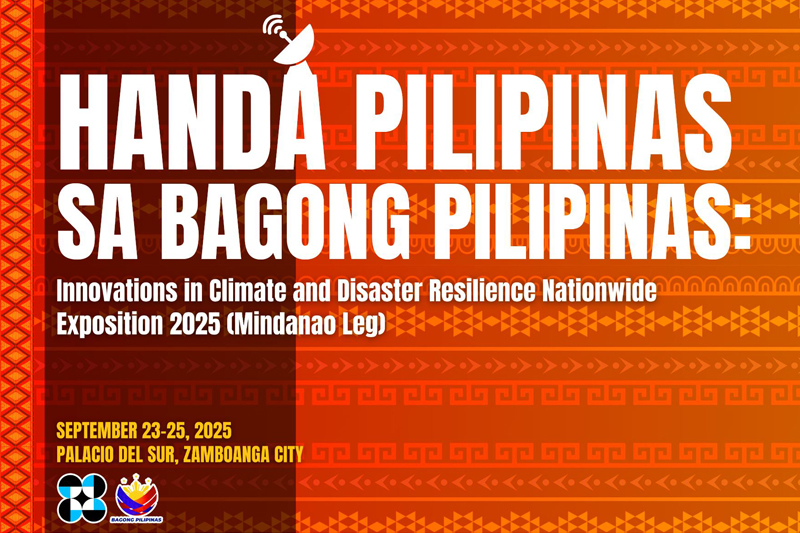 HANDA PILIPINAS
SA BAGONG PILIPINAS:
Innovations in Climate and Disaster Resilience Nationwide
Exposition 2025 (Mindanao Leg)
SEPTEMBER 23-25, 2025
PALACIO DEL SUR, ZAMBOANGA CITY
BAGONG PILIPINAS